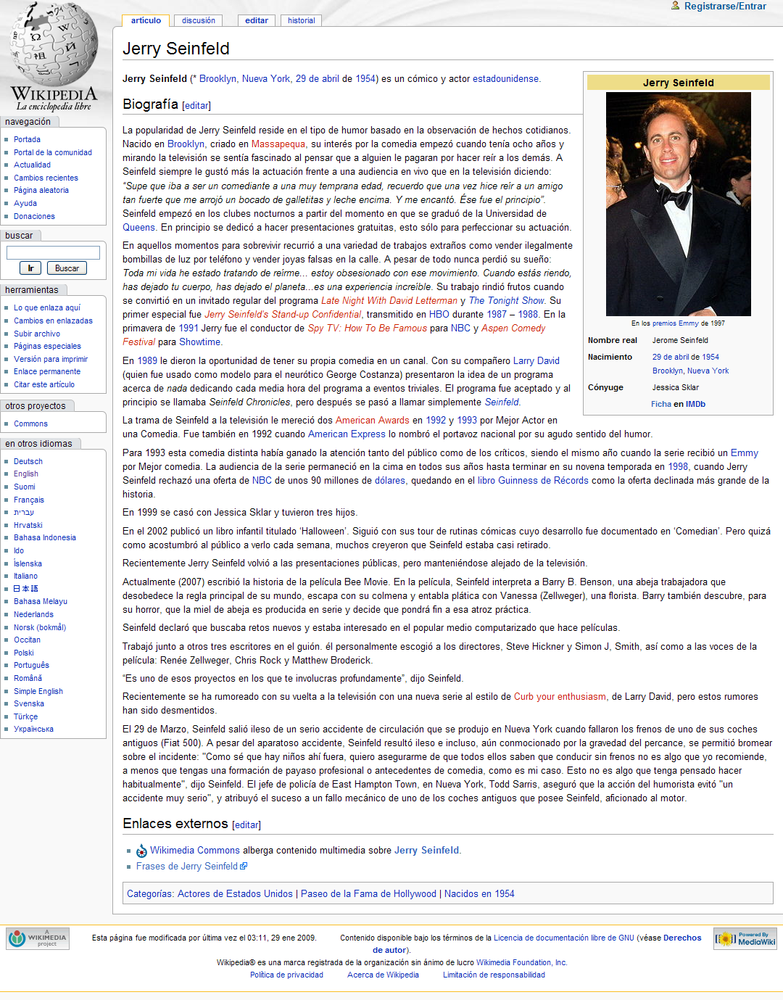 Registrarse/Entrar
artículo
discusión
editar
historial
WIKIPEDIA
La enciclopedia libre
navegación
Portada
Portal de la comunidad
Actualidad
Cambios recientes
Página aleatoria
Ayuda
Donaciones
buscar
Ir
Buscar
herramientas
Lo que enlaza aquí
Cambios en enlazadas
Subir archivo
Páginas especiales
Versión para imprimir
Enlace permanente
Citar este artículo
otros proyectos
Commons
en otros idiomas
Deutsch
English
Suomi
Français
עברית
Hrvatski
Bahasa Indonesia
Ido
Íslenska
Italiano
日本語
Bahasa Melayu
Nederlands
Norsk (bokmål)
Occitan
Polski
Português
Română
Simple English
Svenska
Türkçe
Українська
Jerry Seinfeld
Jerry Seinfeld (* Brooklyn, Nueva York, 29 de abril de 1954) es un cómico y actor estadounidense.
Biografía [editar]
La popularidad de Jerry Seinfeld reside en el tipo de humor basado en la observación de hechos cotidianos.
Nacido en Brooklyn, criado en Massapequa, su interés por la comedia empezó cuando tenía ocho años y
mirando la televisión se sentía fascinado al pensar que a alguien le pagaran por hacer reír a los demás. A
Seinfeld siempre le gustó más la actuación frente a una audiencia en vivo que en la televisión diciendo:
“Supe que iba a ser un comediante a una muy temprana edad, recuerdo que una vez hice reír a un amigo
tan fuerte que me arrojó un bocado de galletitas y leche encima. Y me encantó. Ése fue el principio”.
Seinfeld empezó en los clubes nocturnos a partir del momento en que se graduó de la Universidad de
Queens. En principio se dedicó a hacer presentaciones gratuitas, esto sólo para perfeccionar su actuación.
En aquellos momentos para sobrevivir recurrió a una variedad de trabajos extraños como vender ilegalmente
bombillas de luz por teléfono y vender joyas falsas en la calle. A pesar de todo nunca perdió su sueño:
Toda mi vida he estado tratando de reírme... estoy obsesionado con ese movimiento. Cuando estás riendo,
has dejado tu cuerpo, has dejado el planeta...es una experiencia increíble. Su trabajo rindió frutos cuando
se convirtió en un invitado regular del programa Late Night With David Letterman y The Tonight Show. Su
primer especial fue Jerry Seinfeld's Stand-up Confidential, transmitido en HBO durante 1987 – 1988. En la
primavera de 1991 Jerry fue el conductor de Spy TV: How To Be Famous para NBC y Aspen Comedy
Festival para Showtime.
En 1989 le dieron la oportunidad de tener su propia comedia en un canal. Con su compañero Larry David
(quien fue usado como modelo para el neurótico George Costanza) presentaron la idea de un programa
acerca de nada dedicando cada media hora del programa a eventos triviales. El programa fue aceptado y al
principio se llamaba Seinfeld Chronicles, pero después se pasó a llamar simplemente Seinfeld.
La trama de Seinfeld a la televisión le mereció dos American Awards en 1992 y 1993 por Mejor Actor en
una Comedia. Fue también en 1992 cuando American Express lo nombró el portavoz nacional por su agudo sentido del humor.
Para 1993 esta comedia distinta había ganado la atención tanto del público como de los críticos, siendo el mismo año cuando la serie recibió un Emmy
por Mejor comedia. La audiencia de la serie permaneció en la cima en todos sus años hasta terminar en su novena temporada en 1998, cuando Jerry
Seinfeld rechazó una oferta de NBC de unos 90 millones de dólares, quedando en el libro Guinness de Récords como la oferta declinada más grande de la
historia.
En 1999 se casó con Jessica Sklar y tuvieron tres hijos.
En el 2002 publicó un libro infantil titulado ‘Halloween’. Siguió con sus tour de rutinas cómicas cuyo desarrollo fue documentado en ‘Comedian’. Pero quizá
como acostumbró al público a verlo cada semana, muchos creyeron que Seinfeld estaba casi retirado.
Recientemente Jerry Seinfeld volvió a las presentaciones públicas, pero manteniéndose alejado de la televisión.
Actualmente (2007) escribió la historia de la película Bee Movie. En la película, Seinfeld interpreta a Barry B. Benson, una abeja trabajadora que
desobedece la regla principal de su mundo, escapa con su colmena y entabla plática con Vanessa (Zellweger), una florista. Barry también descubre, para
su horror, que la miel de abeja es producida en serie y decide que pondrá fin a esa atroz práctica.
Seinfeld declaró que buscaba retos nuevos y estaba interesado en el popular medio computarizado que hace películas.
Trabajó junto a otros tres escritores en el guión. él personalmente escogió a los directores, Steve Hickner y Simon J, Smith, así como a las voces de la
película: Renée Zellweger, Chris Rock y Matthew Broderick.
“Es uno de esos proyectos en los que te involucras profundamente”, dijo Seinfeld.
Recientemente se ha rumoreado con su vuelta a la televisión con una nueva serie al estilo de Curb your enthusiasm, de Larry David, pero estos rumores
han sido desmentidos.
El 29 de Marzo, Seinfeld salió ileso de un serio accidente de circulación que se produjo en Nueva York cuando fallaron los frenos de uno de sus coches
antiguos (Fiat 500). A pesar del aparatoso accidente, Seinfeld resultó ileso e incluso, aún conmocionado por la gravedad del percance, se permitió bromear
sobre el incidente: "Como sé que hay niños ahí fuera, quiero asegurarme de que todos ellos saben que conducir sin frenos no es algo que yo recomiende,
a menos que tengas una formación de payaso profesional o antecedentes de comedia, como es mi caso. Esto no es algo que tenga pensado hacer
habitualmente", dijo Seinfeld. El jefe de policía de East Hampton Town, en Nueva York, Todd Sarris, aseguró que la acción del humorista evitó "un
accidente muy serio", y atribuyó el suceso a un fallo mecánico de uno de los coches antiguos que posee Seinfeld, aficionado al motor.
Jerry Seinfeld
En los premios Emmy de 1997
Nombre real Jerome Seinfeld
Nacimiento 29 de abril de 1954
Brooklyn, Nueva York
Cónyuge Jessica Sklar
Ficha en IMDb
Enlaces externos [editar]
Wikimedia Commons alberga contenido multimedia sobre Jerry Seinfeld.
Frases de Jerry Seinfeld
Categorías: Actores de Estados Unidos | Paseo de la Fama de Hollywood | Nacidos en 1954
A
WIKIMEDIA
project
Esta página fue modificada por última vez el 03:11, 29 ene 2009. Contenido disponible bajo los términos de la Licencia de documentación libre de GNU (véase Derechos
de autor).
Wikipedia® es una marca registrada de la organización sin ánimo de lucro Wikimedia Foundation, Inc.
Política de privacidad Acerca de Wikipedia Limitación de responsabilidad
Powered By
MediaWiki